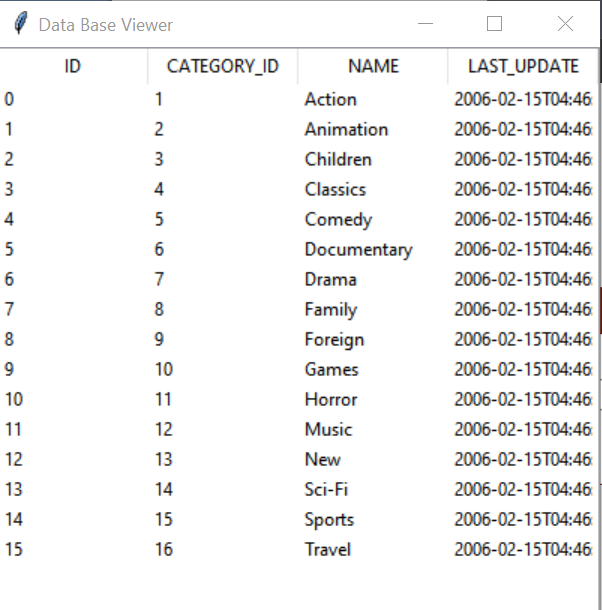 Data Base Viewer
ID CATEGORY_ID NAME LAST_UPDATE
0 1 Action 2006-02-15T04:46:
1 2 Animation 2006-02-15T04:46:
2 3 Children 2006-02-15T04:46:
3 4 Classics 2006-02-15T04:46:
4 5 Comedy 2006-02-15T04:46:
5 6 Documentary 2006-02-15T04:46:
6 7 Drama 2006-02-15T04:46:
7 8 Family 2006-02-15T04:46:
8 9 Foreign 2006-02-15T04:46:
9 10 Games 2006-02-15T04:46:
10 11 Horror 2006-02-15T04:46:
11 12 Music 2006-02-15T04:46:
12 13 New 2006-02-15T04:46:
13 14 Sci-Fi 2006-02-15T04:46:
14 15 Sports 2006-02-15T04:46:
15 16 Travel 2006-02-15T04:46: